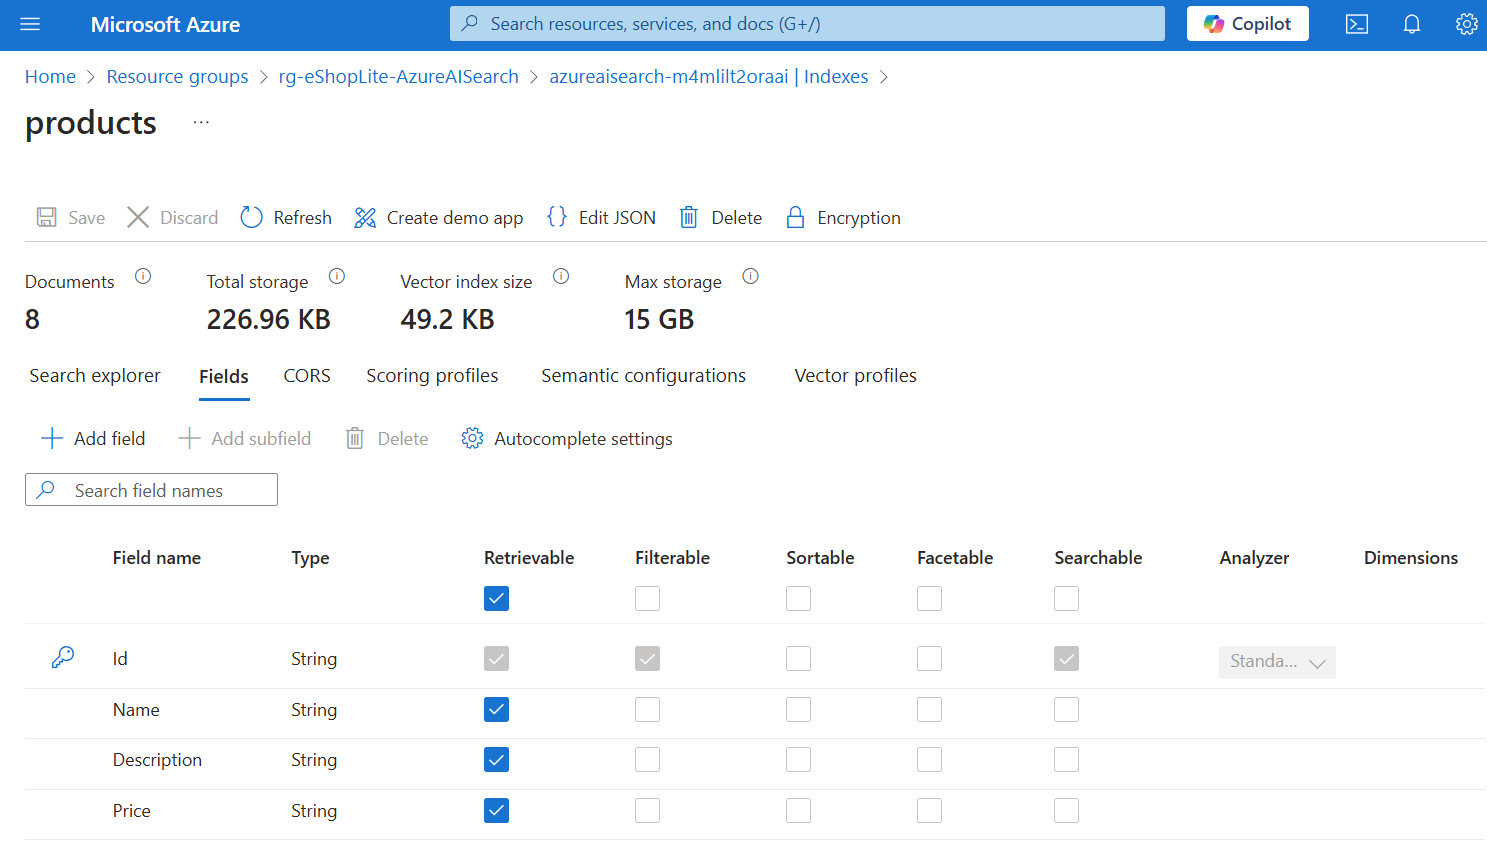 Microsoft Azure
Search resources, services, and docs (G+/)
Copilot
Home > Resource groups > rg-eShopLite-AzureAISearch > azureaisearch-m4mlilt2oraai | Indexes >
products ...
Save Discard Refresh Create demo app {} Edit JSON Delete Encryption
Documents Total storage Vector index size Max storage
8 226.96 KB 49.2 KB 15 GB
Search explorer Fields CORS Scoring profiles Semantic configurations Vector profiles
Add field Add subfield Delete Autocomplete settings
Search field names
Field name Type Retrievable Filterable Sortable Facetable Searchable Analyzer Dimensions
Id String Standa...
Name String
Description String
Price String